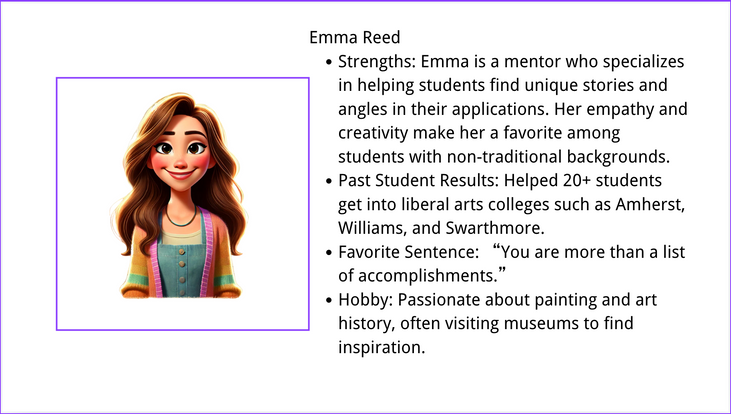 Emma Reed
• Strengths: Emma is a mentor who specializes
in helping students find unique stories and
angles in their applications. Her empathy and
creativity make her a favorite among
students with non-traditional backgrounds.
• Past Student Results: Helped 20+ students
get into liberal arts colleges such as Amherst,
Williams, and Swarthmore.
• Favorite Sentence: “You are more than a list
of accomplishments.”
• Hobby: Passionate about painting and art
history, often visiting museums to find
inspiration.